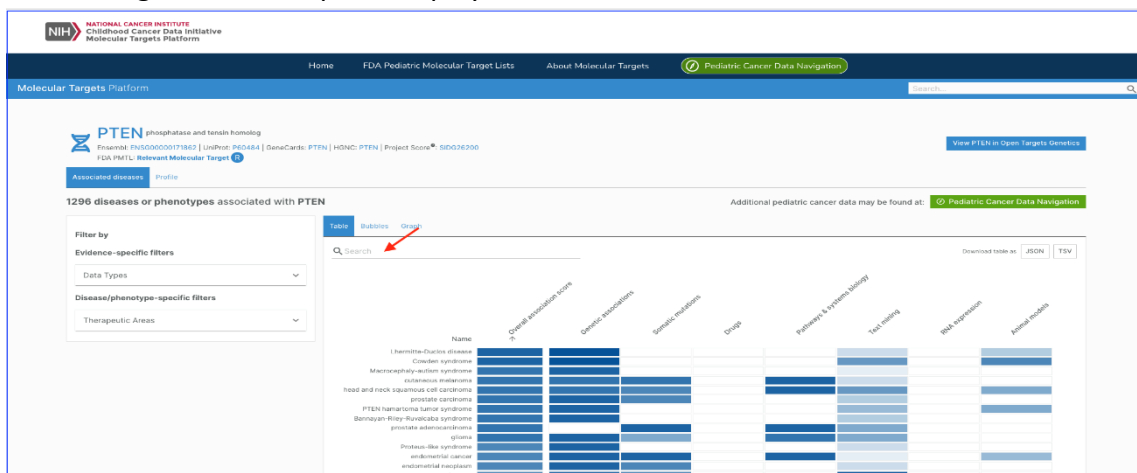 NIH NATIONAL CANCER INSTITUTE
Childhood Cancer Data Initiative
Molecular Targets Platform
Home FDA Pediatric Molecular Target Lists About Molecular Targets Pediatric Cancer Data Navigation
Molecular Targets Platform Search...
PTEN phosphatase and tensin homolog
Ensembl: ENSG00000171862 | UniProt: P60484 | GeneCards: PTEN | HGNC: PTEN | Project Score: SIDG26200
FDA PMTL: Relevant Molecular Target R
View PTEN in Open Targets Genetics
Associated diseases Profile
1296 diseases or phenotypes associated with PTEN
Additional pediatric cancer data may be found at: Pediatric Cancer Data Navigation
Filter by
Evidence-specific filters
Data Types
Disease/phenotype-specific filters
Therapeutic Areas
Table Bubbles Graph
Search
Download table as JSON TSV
Name
Overall association score
Genetic associations
Somatic mutations
Drugs
Pathways & systems biology
Text mining
RNA expression
Animal models
Lhermitte-Duclos disease
Cowden syndrome
Macrocephaly-autism syndrome
cutaneous melanoma
head and neck squamous cell carcinoma
prostate carcinoma
PTEN hamartoma tumor syndrome
Bannayan-Riley-Ruvalcaba syndrome
prostate adenocarcinoma
glioma
Proteus-like syndrome
endometrial cancer
endometrial neoplasm